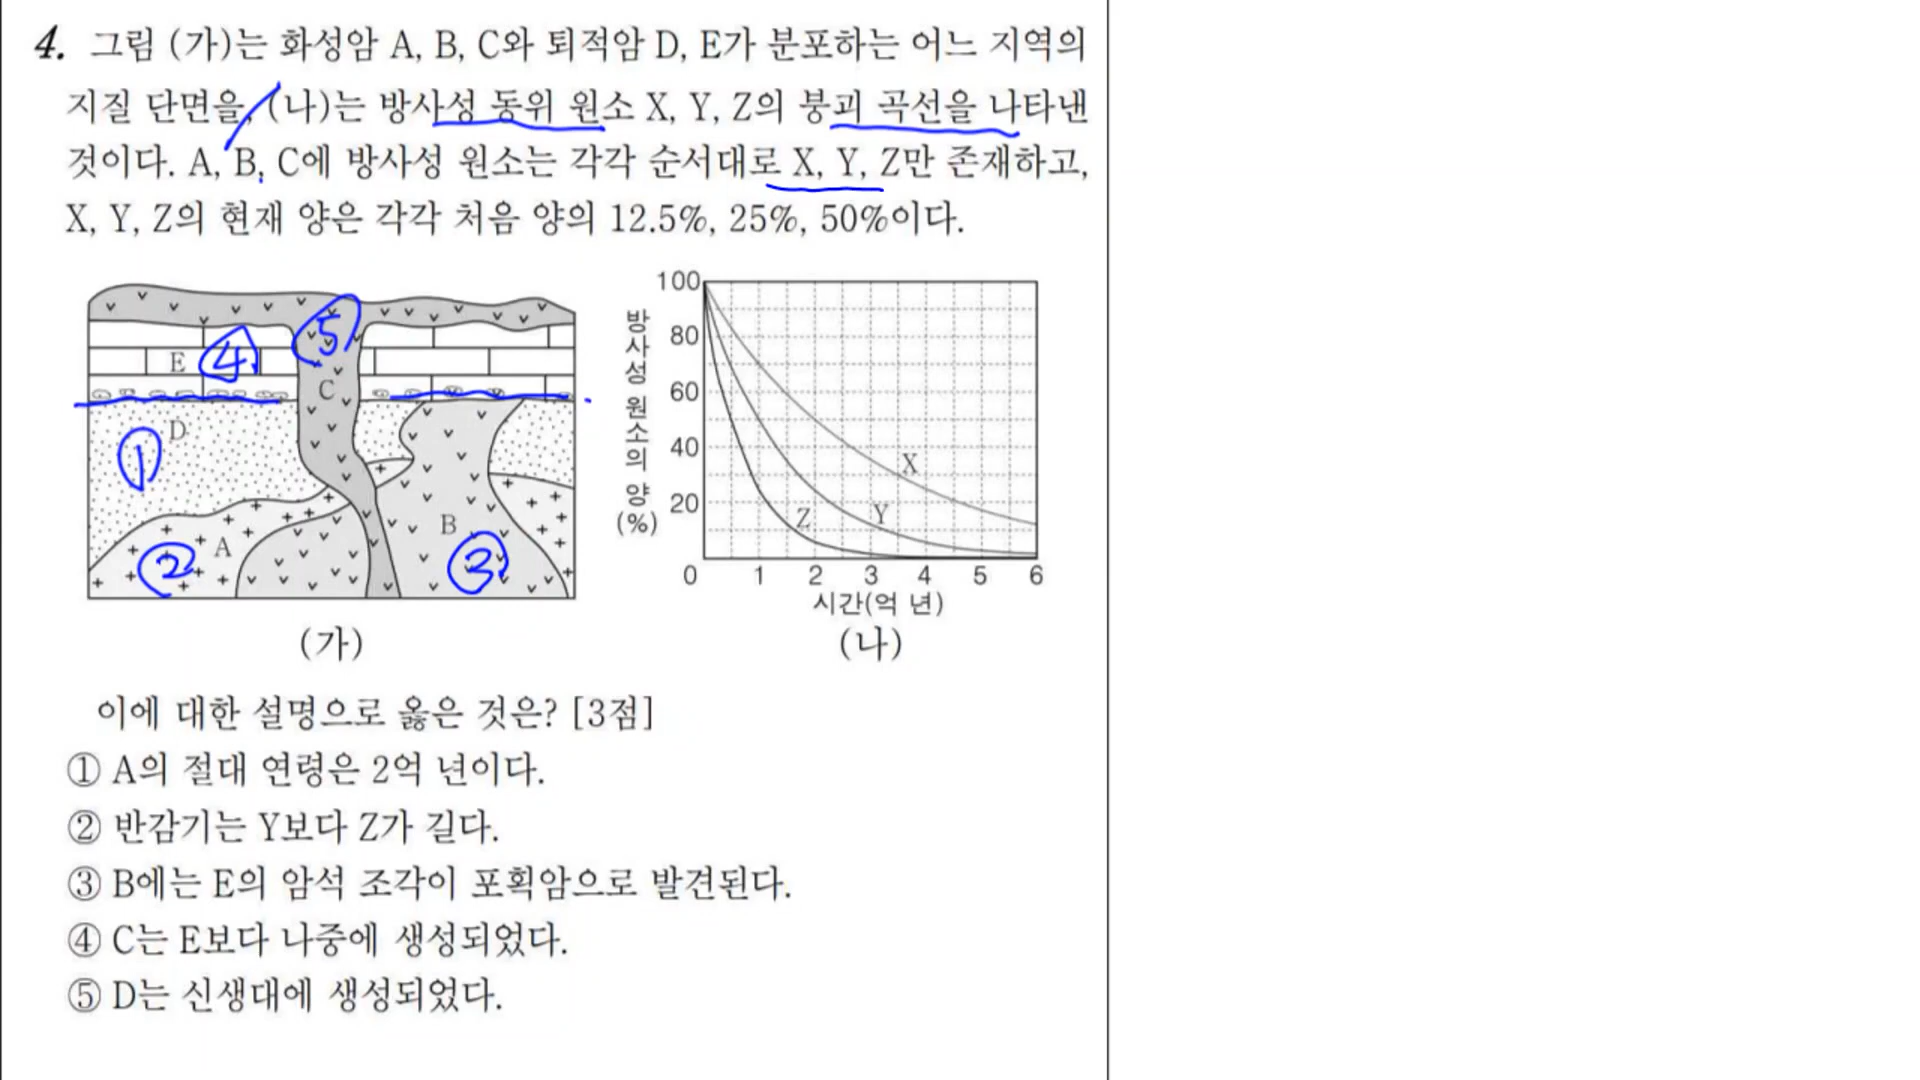 4. 그림 (가)는 화성암 A, B, C와 퇴적암 D, E가 분포하는 어느 지역의
지질 단면을, (나)는 방사성 동위 원소 X, Y, Z의 붕괴 곡선을 나타낸
것이다. A, B, C에 방사성 원소는 각각 순서대로 X, Y, Z만 존재하고,
X, Y, Z의 현재 양은 각각 처음 양의 12.5%, 25%, 50%이다.
E ④ ⑤
C
D
①
A B
② ③
(가)
방사성 원소의 양(%)
100
80
60
40
20
X
Y
Z
0 1 2 3 4 5 6
시간(억 년)
(나)
이에 대한 설명으로 옳은 것은? [3점]
① A의 절대 연령은 2억 년이다.
② 반감기는 Y보다 Z가 길다.
③ B에는 E의 암석 조각이 포획암으로 발견된다.
④ C는 E보다 나중에 생성되었다.
⑤ D는 신생대에 생성되었다.